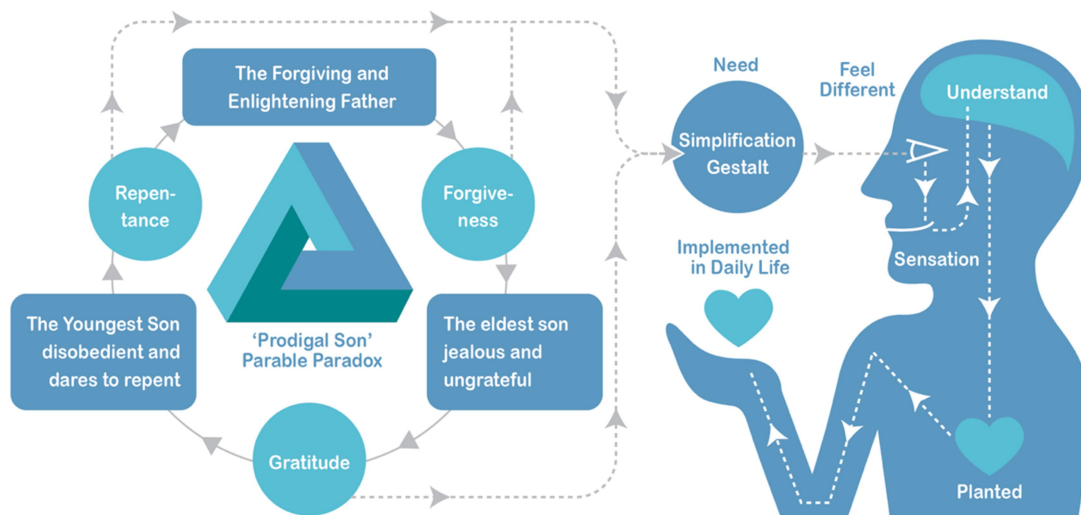 The Forgiving and
Enlightening Father
Repen-
tance
Forgive-
ness
The Youngest Son
disobedient and
dares to repent
‘Prodigal Son’
Parable Paradox
The eldest son
jealous and
ungrateful
Gratitude
Need
Simplification
Gestalt
Feel
Different
Understand
Sensation
Implemented
in Daily Life
Planted